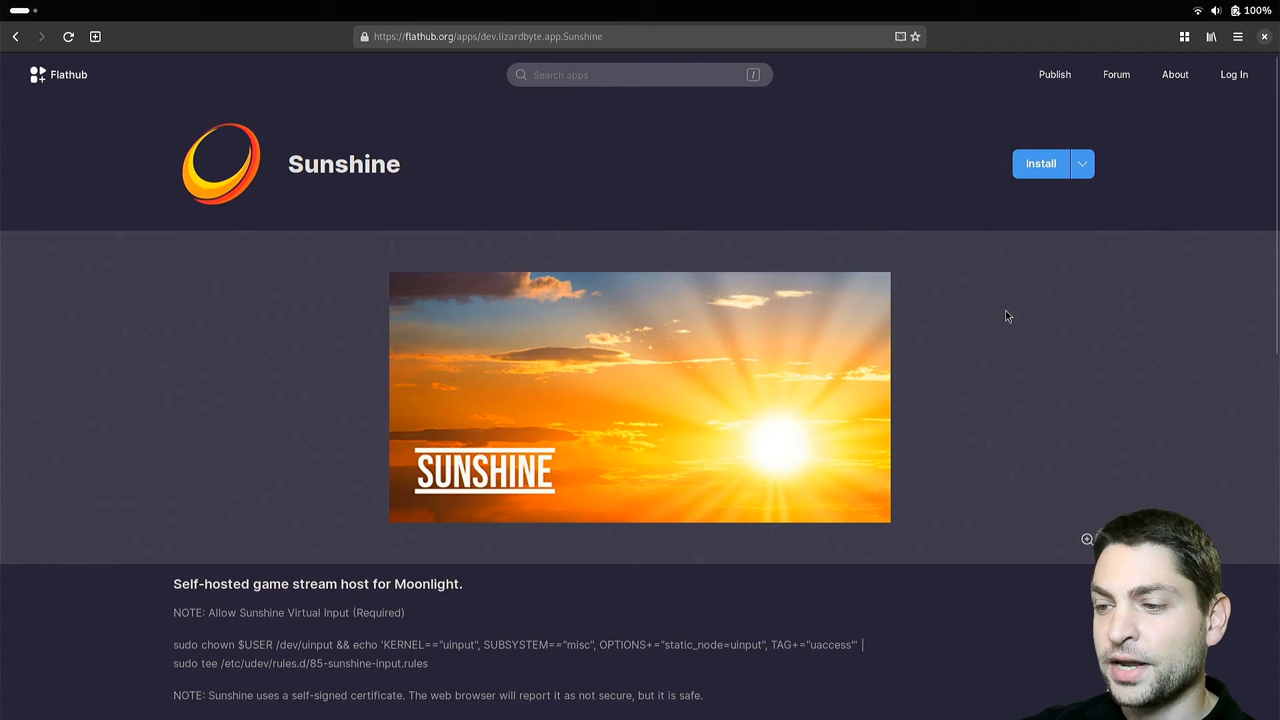 100%
https://flathub.org/apps/dev.lizardbyte.app.Sunshine
Flathub
Search apps
/
Publish
Forum
About
Log In
Sunshine
Install
SUNSHINE
Self-hosted game stream host for Moonlight.
NOTE: Allow Sunshine Virtual Input (Required)
sudo chown $USER /dev/uinput && echo 'KERNEL=="uinput", SUBSYSTEM=="misc", OPTIONS+="static_node=uinput", TAG+="uaccess"' |
sudo tee /etc/udev/rules.d/85-sunshine-input.rules
NOTE: Sunshine uses a self-signed certificate. The web browser will report it as not secure, but it is safe.